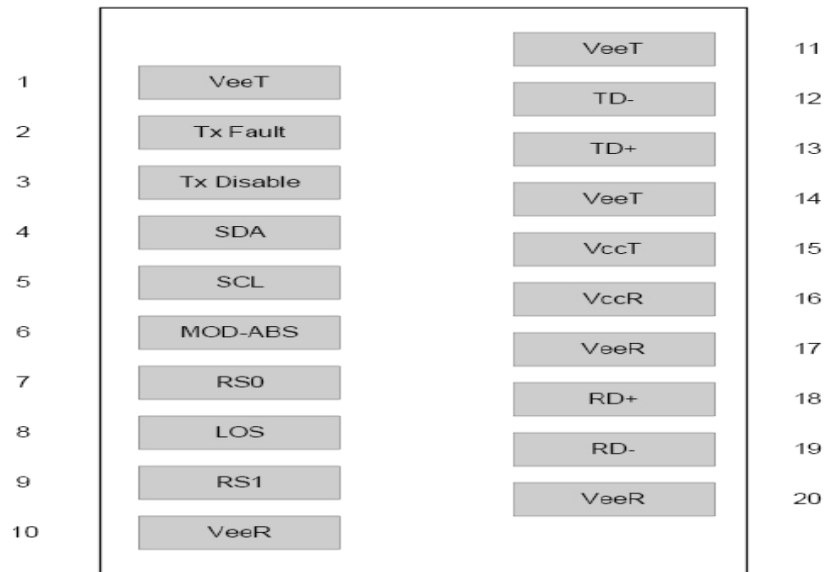 1 VeeT
2 Tx Fault
3 Tx Disable
4 SDA
5 SCL
6 MOD-ABS
7 RS0
8 LOS
9 RS1
10 VeeR
VeeT 11
TD- 12
TD+ 13
VeeT 14
VccT 15
VccR 16
VeeR 17
RD+ 18
RD- 19
VeeR 20